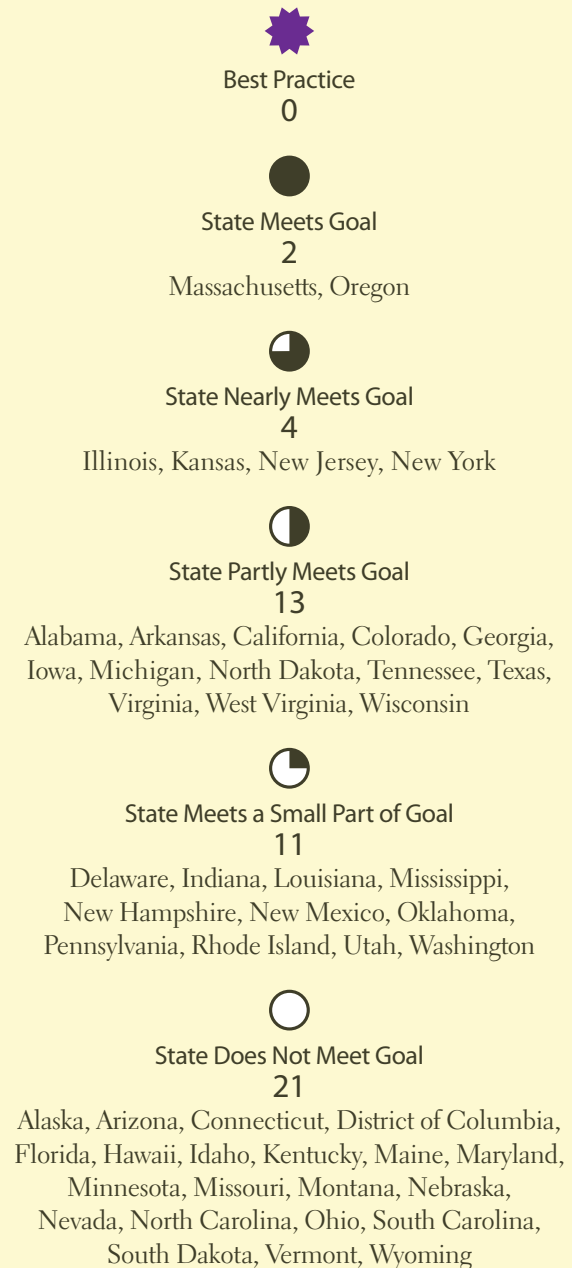 Best Practice
0
State Meets Goal
2
Massachusetts, Oregon
State Nearly Meets Goal
4
Illinois, Kansas, New Jersey, New York
State Partly Meets Goal
13
Alabama, Arkansas, California, Colorado, Georgia,
Iowa, Michigan, North Dakota, Tennessee, Texas,
Virginia, West Virginia, Wisconsin
State Meets a Small Part of Goal
11
Delaware, Indiana, Louisiana, Mississippi,
New Hampshire, New Mexico, Oklahoma,
Pennsylvania, Rhode Island, Utah, Washington
State Does Not Meet Goal
21
Alaska, Arizona, Connecticut, District of Columbia,
Florida, Hawaii, Idaho, Kentucky, Maine, Maryland,
Minnesota, Missouri, Montana, Nebraska,
Nevada, North Carolina, Ohio, South Carolina,
South Dakota, Vermont, Wyoming